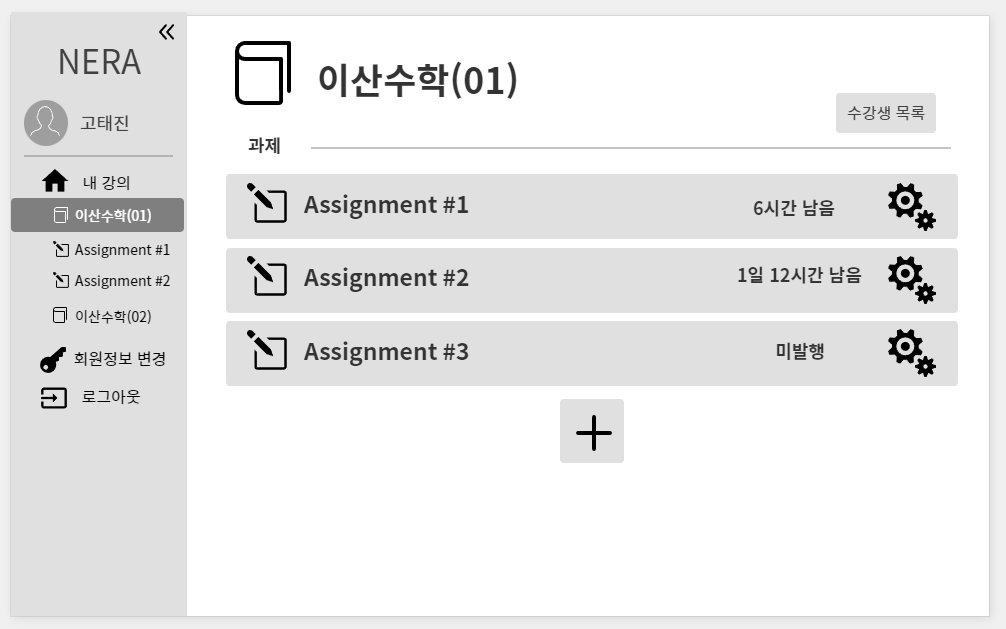 NERA
고태진
내 강의
이산수학(01)
Assignment #1
Assignment #2
이산수학(02)
회원정보 변경
로그아웃
이산수학(01)
수강생 목록
과제
Assignment #1 6시간 남음
Assignment #2 1일 12시간 남음
Assignment #3 미발행